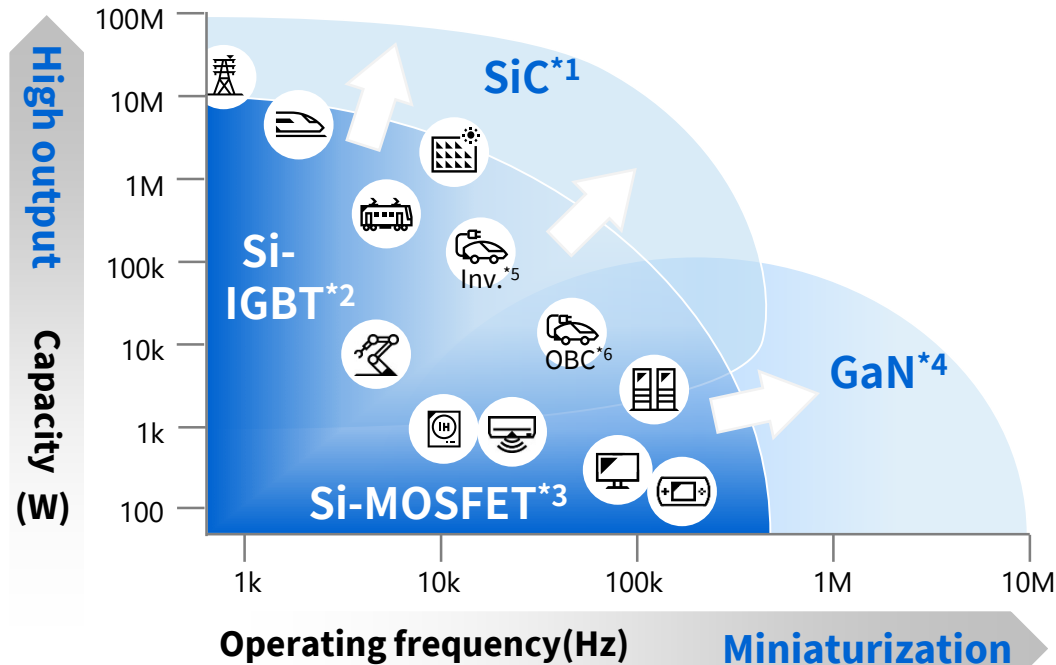 100M
10M
1M
100k
10k
1k
100
High output
Capacity
(W)
SiC*1
Si-
IGBT*2
Inv.*5
OBC*6
GaN*4
IH
Si-MOSFET*3
1k
10k
100k
1M
10M
Operating frequency(Hz)
Miniaturization